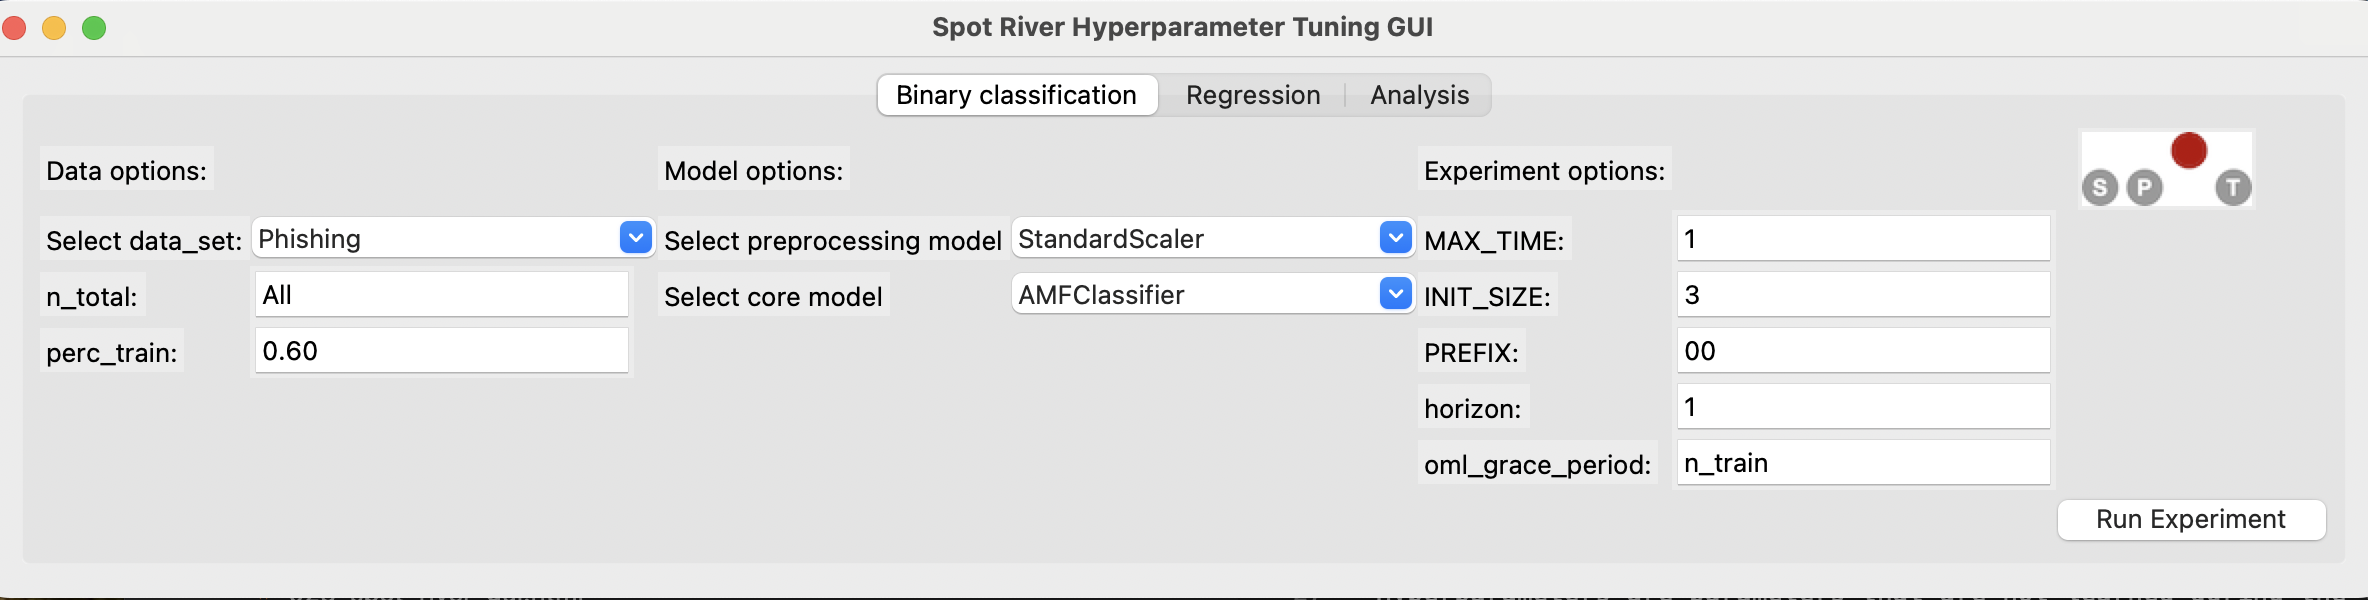 Spot River Hyperparameter Tuning GUI
Binary classification Regression Analysis
Data options: Model options: Experiment options:
S P T
Select data_set: Phishing Select preprocessing model StandardScaler MAX_TIME: 1
n_total: All Select core model AMFClassifier INIT_SIZE: 3
perc_train: 0.60 PREFIX: 00
horizon: 1
oml_grace_period: n_train
Run Experiment